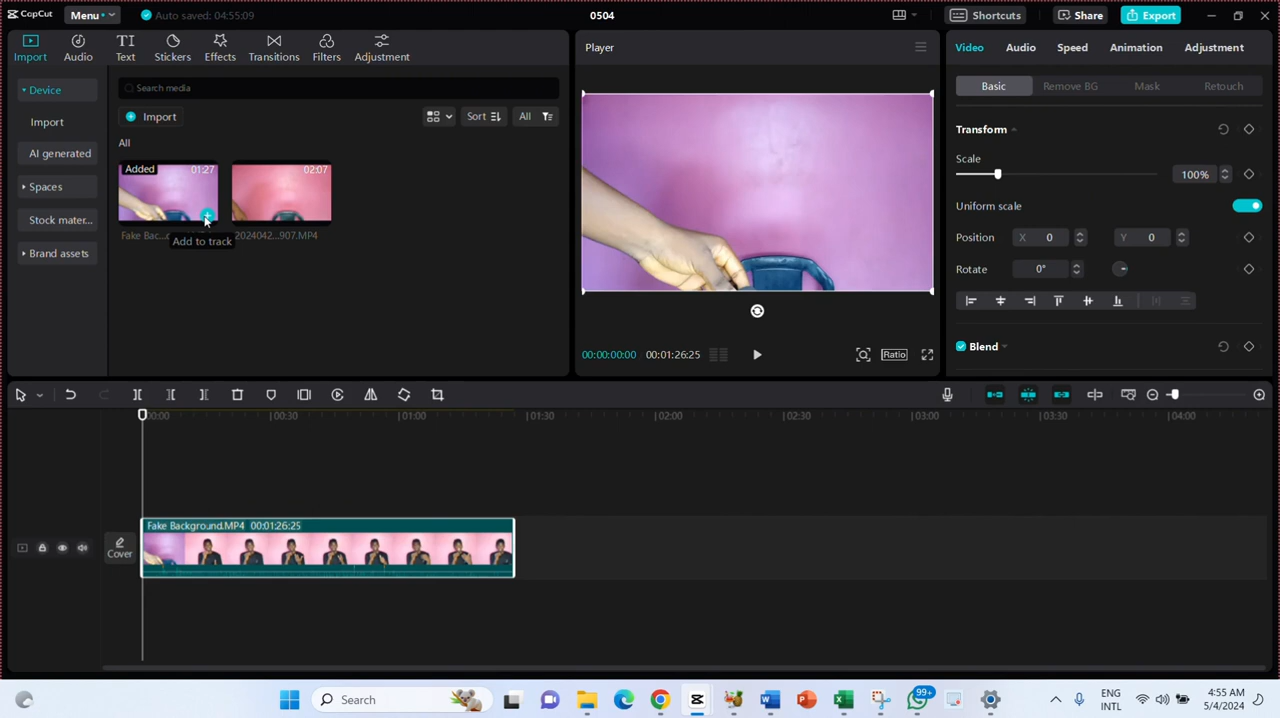 CapCut Menu Auto saved: 04:55:09 0504 Shortcuts Share Export
Import Audio Text Stickers Effects Transitions Filters Adjustment
Device
Import
AI generated
Spaces
Stock mater...
Brand assets
Search media
Import Sort All
All
Added 01:27 02:07
Fake Bac... 2024042...907.MP4
Add to track
Player
00:00:00:00 00:01:26:25 Ratio
Video Audio Speed Animation Adjustment
Basic Remove BG Mask Retouch
Transform
Scale
100%
Uniform scale
Position X 0 Y 0
Rotate 0°
Blend
00:00 00:30 01:00 01:30 02:00 02:30 03:00 03:30 04:00
Cover
Fake Background.MP4 00:01:26:25
Search 99+ ENG INTL 4:55 AM 5/4/2024